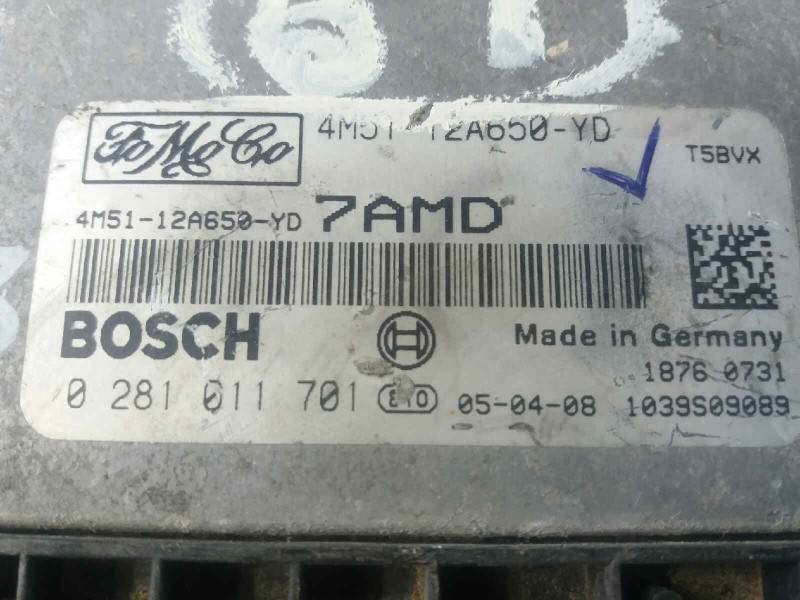 61
FoMoCo
4M51-12A650-YD
T5BVX
4M51-12A650-YD 7AMD
BOSCH
Made in Germany
1876 0731
0 281 011 701
05-04-08 1039S09089